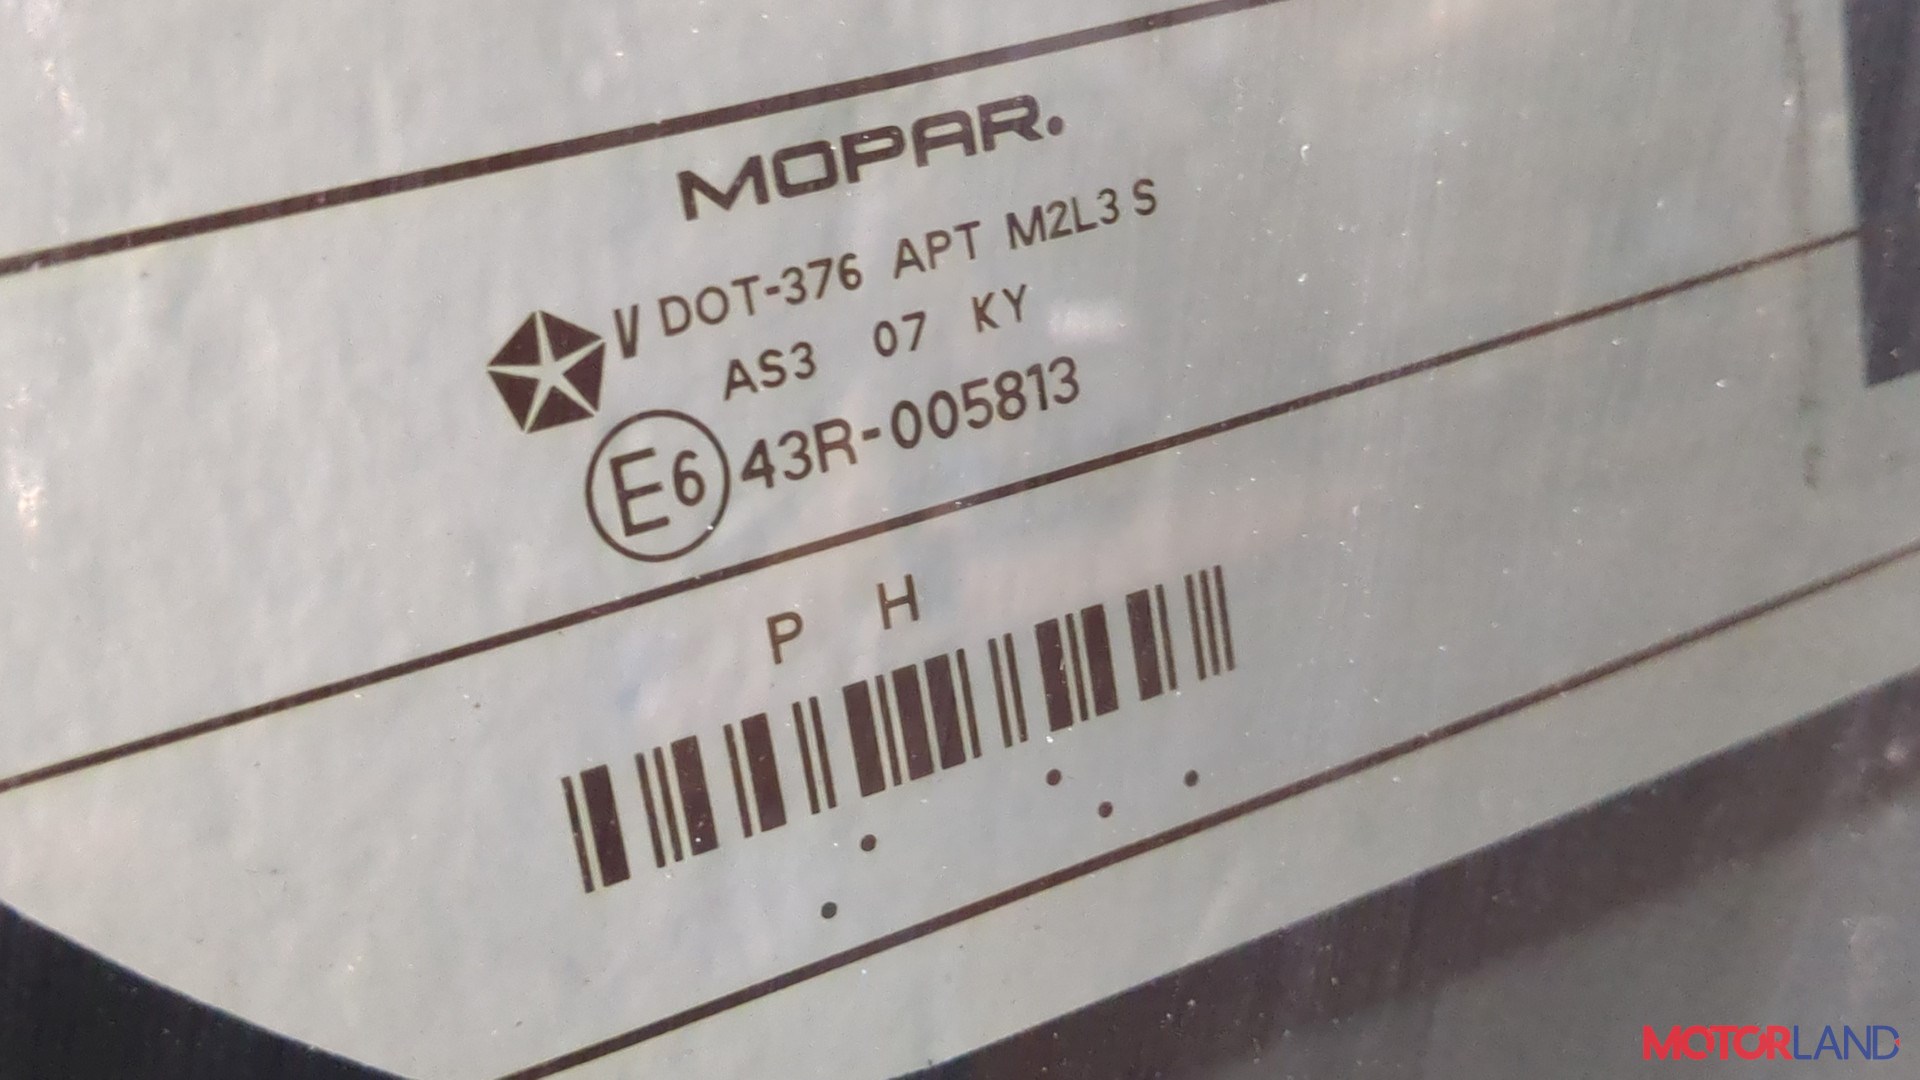 MOPAR.
V DOT-376 APT M2L3 S
AS3 07 KY
E6 43R-005813
P H
MOTORLAND